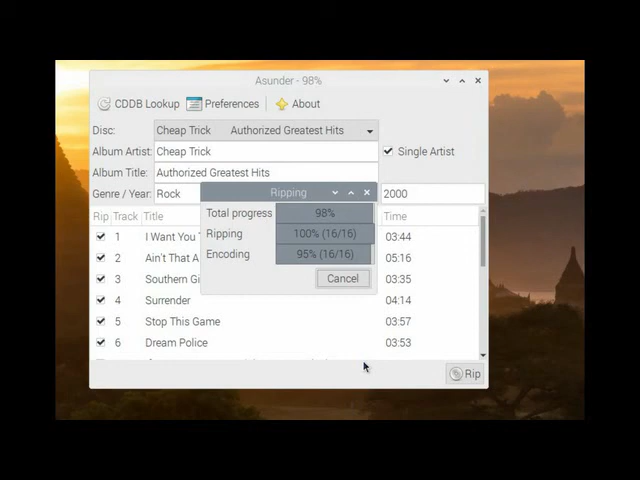 Asunder - 98%
CDDB Lookup Preferences About
Disc: Cheap Trick Authorized Greatest Hits
Album Artist: Cheap Trick Single Artist
Album Title: Authorized Greatest Hits
Genre / Year: Rock 2000
Ripping
Total progress 98%
Ripping 100% (16/16)
Encoding 95% (16/16)
Cancel
Rip Track Title Time
1 I Want You 03:44
2 Ain't That A 05:16
3 Southern Gi 03:35
4 Surrender 04:14
5 Stop This Game 03:57
6 Dream Police 03:53
Rip